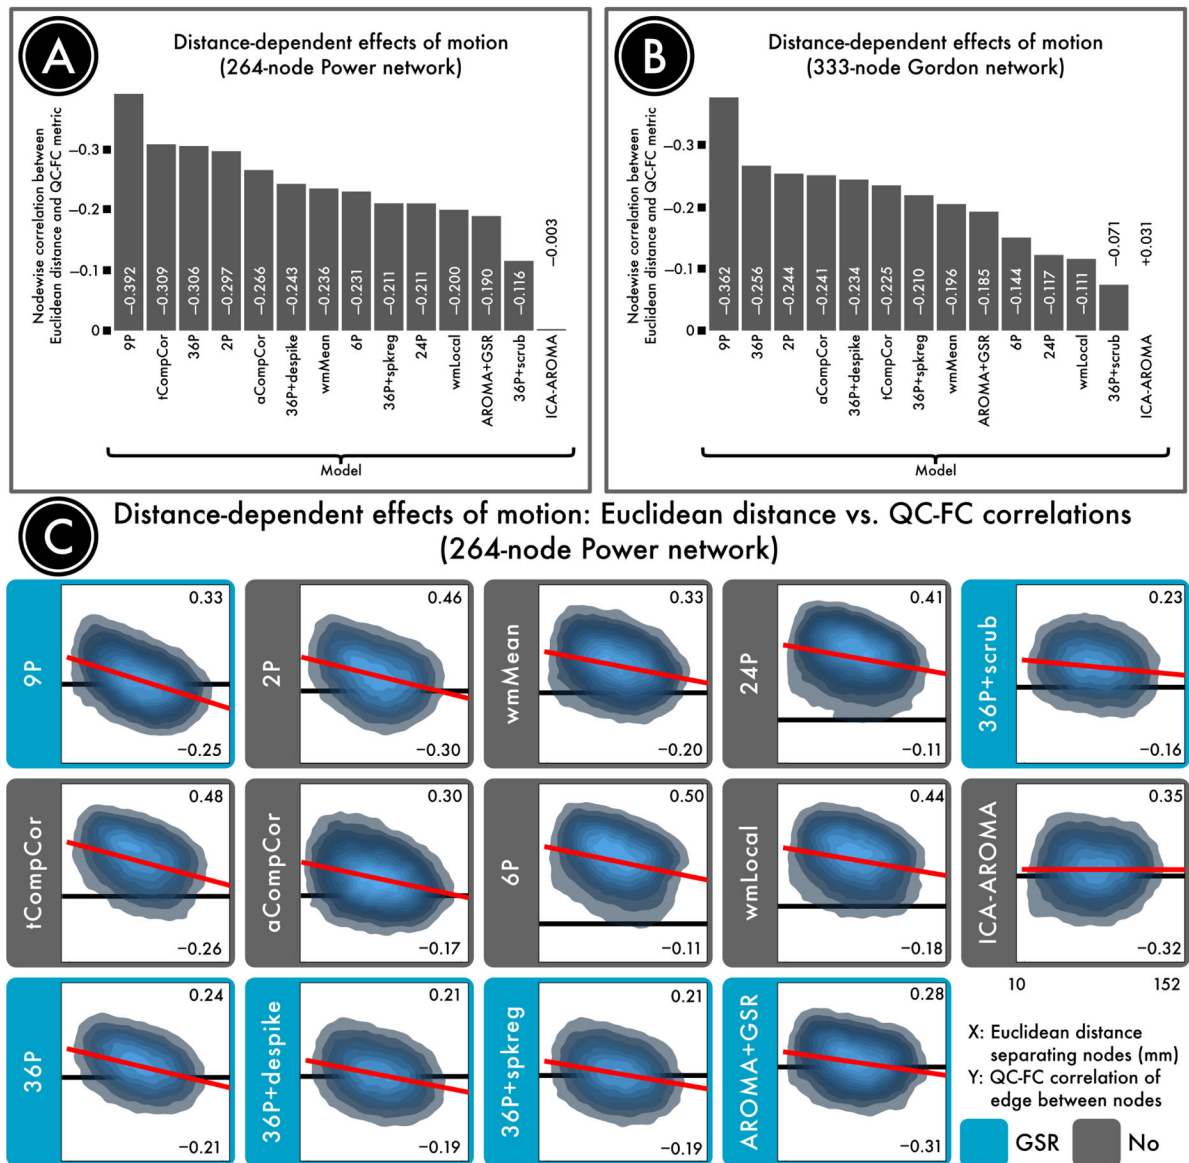 A
Distance-dependent effects of motion
(264-node Power network)
Nodewise correlation between
Euclidean distance and QC-FC metric
−0.3
−0.2
−0.1
0
−0.392
−0.309
−0.306
−0.297
−0.266
−0.243
−0.236
−0.231
−0.211
−0.211
−0.200
−0.190
−0.116
−0.003
9P
tCompCor
36P
2P
aCompCor
36P+despike
wmMean
6P
36P+spkreg
24P
wmLocal
AROMA+GSR
36P+scrub
ICA-AROMA
Model
B
Distance-dependent effects of motion
(333-node Gordon network)
Nodewise correlation between
Euclidean distance and QC-FC metric
−0.3
−0.2
−0.1
0
−0.362
−0.256
−0.244
−0.241
−0.234
−0.225
−0.210
−0.196
−0.185
−0.144
−0.117
−0.111
−0.071
+0.031
9P
36P
2P
aCompCor
36P+despike
tCompCor
36P+spkreg
wmMean
AROMA+GSR
6P
24P
wmLocal
36P+scrub
ICA-AROMA
Model
C
Distance-dependent effects of motion: Euclidean distance vs. QC-FC correlations
(264-node Power network)
9P
0.33
−0.25
2P
0.46
−0.30
wmMean
0.33
−0.20
24P
0.41
−0.11
36P+scrub
0.23
−0.16
tCompCor
0.48
−0.26
aCompCor
0.30
−0.17
6P
0.50
−0.11
wmLocal
0.44
−0.18
ICA-AROMA
0.35
−0.32
36P
0.24
−0.21
36P+despike
0.21
−0.19
36P+spkreg
0.21
−0.19
AROMA+GSR
0.28
−0.31
10 152
X: Euclidean distance
separating nodes (mm)
Y: QC-FC correlation of
edge between nodes
GSR No